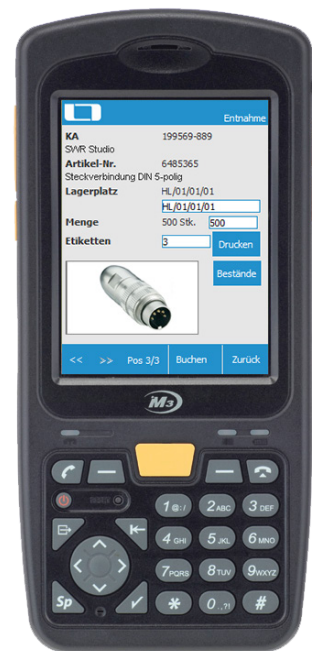 Entnahme
KA 199569-889
SWR Studio
Artikel-Nr. 6485365
Steckverbindung DIN 5-polig
Lagerplatz HL/01/01/01
HL/01/01/01
Menge 500 Stk. 500
Etiketten 3 Drucken
Bestände
<< >> Pos 3/3 Buchen Zurück
M3
1 @:/ 2 ABC 3 DEF
4 GHI 5 JKL 6 MNO
7 PQRS 8 TUV 9 WXYZ
Sp * 0 ..?! #